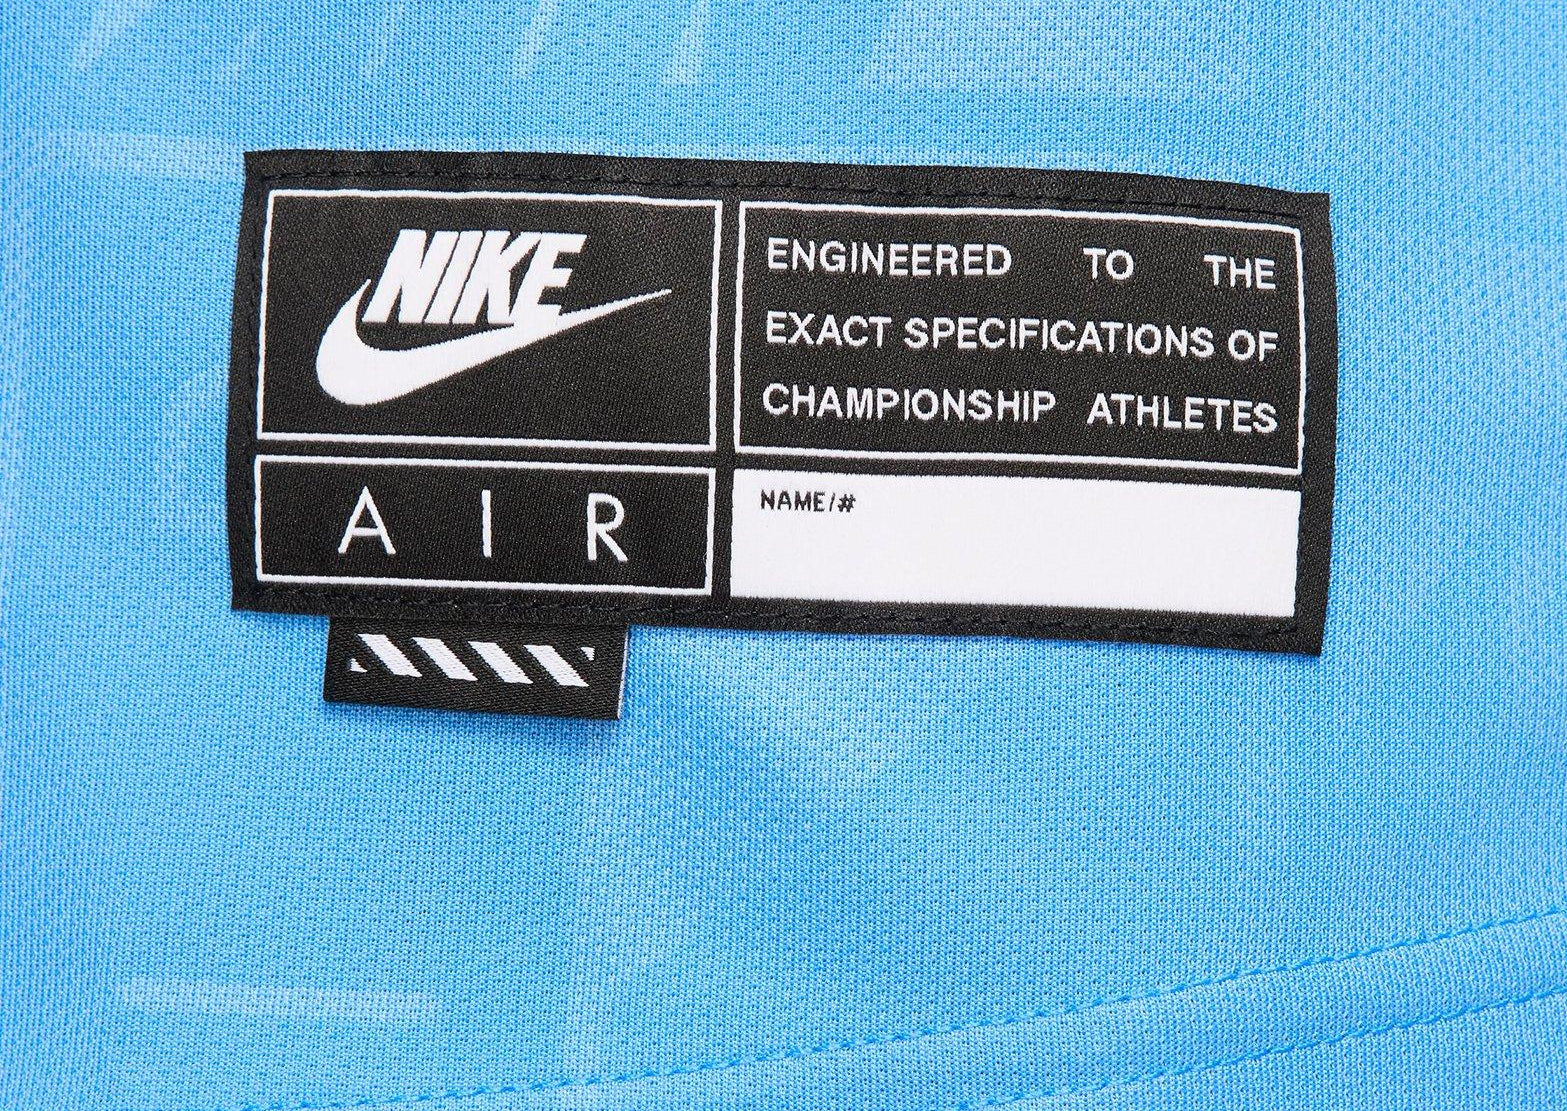 NIKE
AIR
ENGINEERED TO THE
EXACT SPECIFICATIONS OF
CHAMPIONSHIP ATHLETES
NAME/#